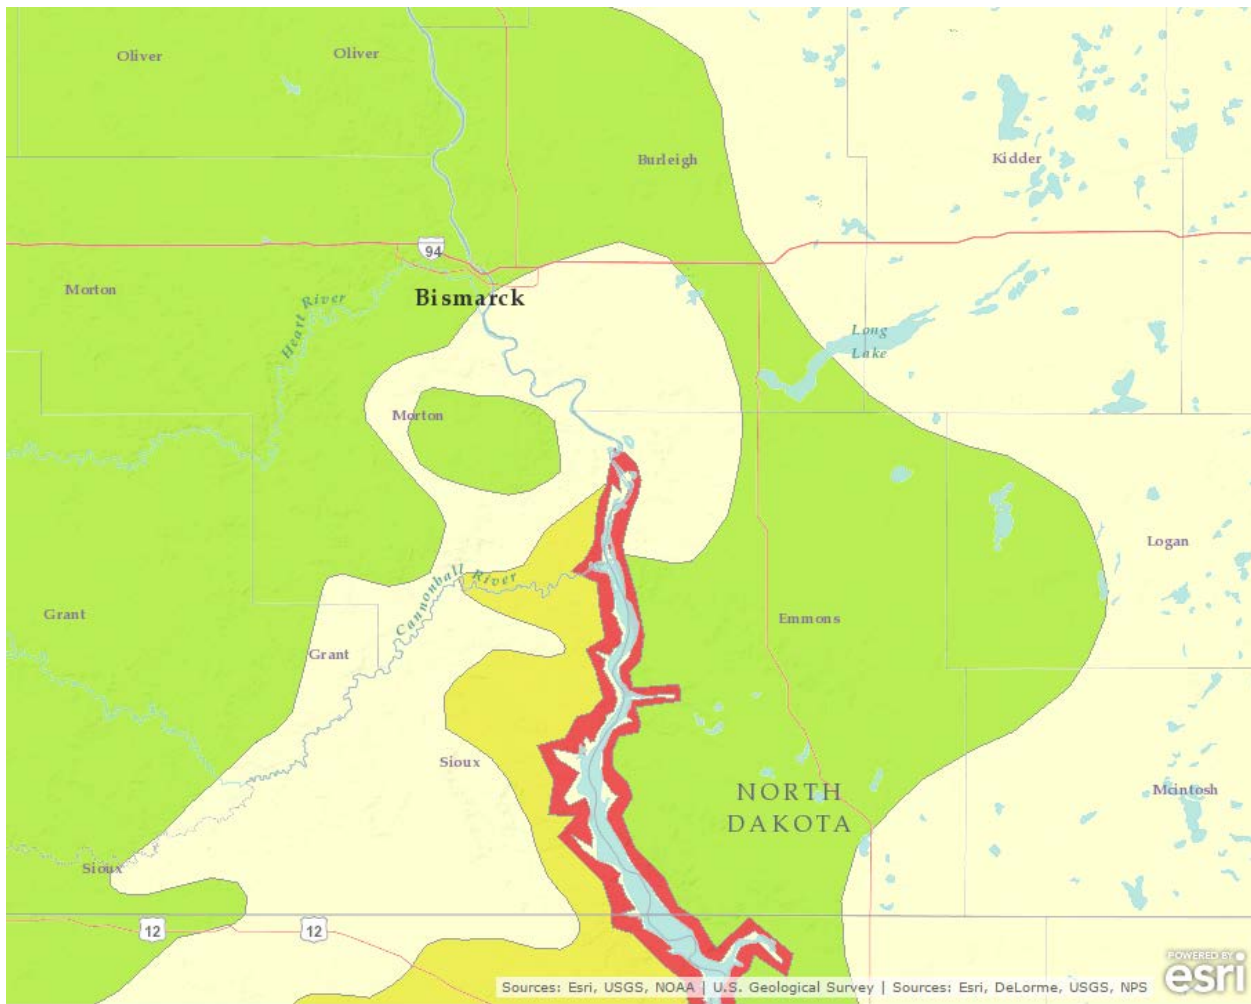 Oliver
Oliver
Burleigh
Kidder
94
Morton
Heart River
Bismarck
Long
Lake
Morton
Logan
Cannonball River
Grant
Emmons
Grant
Sioux
NORTH
DAKOTA
Mcintosh
Sioux
12
12
POWERED BY
esri
Sources: Esri, USGS, NOAA | U.S. Geological Survey | Sources: Esri, DeLorme, USGS, NPS